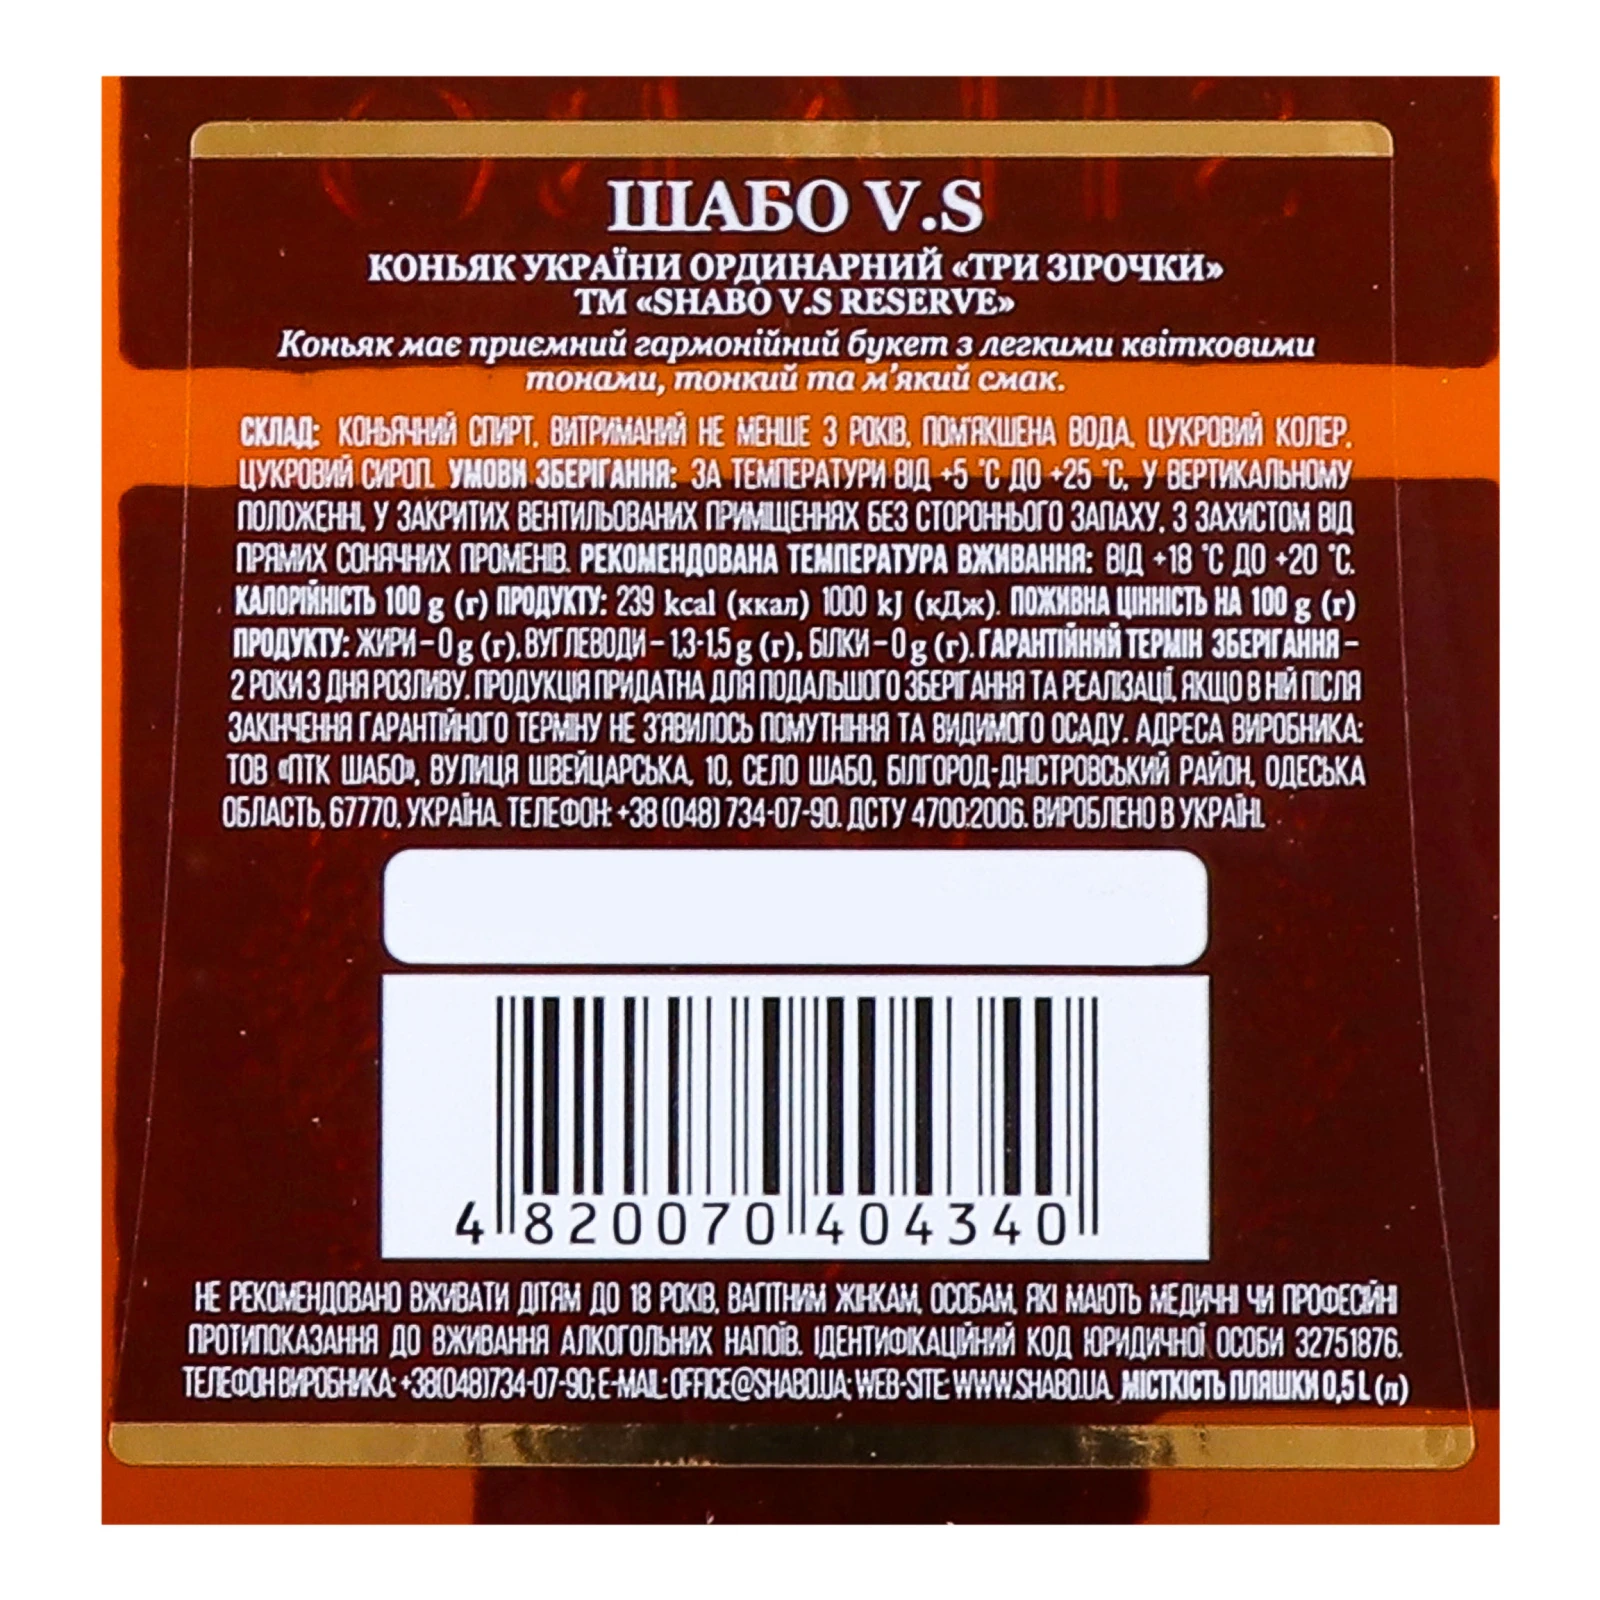 ШАБО V.S
КОНЬЯК УКРАЇНИ ОРДИНАРНИЙ «ТРИ ЗІРОЧКИ»
ТМ «SHABO V.S RESERVE»
Коньяк має приємний гармонійний букет з легкими квітковими
тонами, тонкий та м'який смак.
СКЛАД: КОНЬЯЧНИЙ СПИРТ, ВИТРИМАНИЙ НЕ МЕНШЕ 3 РОКІВ, ПОМ'ЯКШЕНА ВОДА, ЦУКРОВИЙ КОЛЕР,
ЦУКРОВИЙ СИРОП. УМОВИ ЗБЕРІГАННЯ: ЗА ТЕМПЕРАТУРИ ВІД +5 °С ДО +25 °С, У ВЕРТИКАЛЬНОМУ
ПОЛОЖЕННІ, У ЗАКРИТИХ ВЕНТИЛЬОВАНИХ ПРИМІЩЕННЯХ БЕЗ СТОРОННЬОГО ЗАПАХУ, З ЗАХИСТОМ ВІД
ПРЯМИХ СОНЯЧНИХ ПРОМЕНІВ. РЕКОМЕНДОВАНА ТЕМПЕРАТУРА ВЖИВАННЯ: ВІД +18 °С ДО +20 °С.
КАЛОРІЙНІСТЬ 100 g (г) ПРОДУКТУ: 239 kcal (ккал) 1000 kJ (кДж). ПОЖИВНА ЦІННІСТЬ НА 100 g (г)
ПРОДУКТУ: ЖИРИ – 0 g (г), ВУГЛЕВОДИ – 1,3-1,5 g (г), БІЛКИ – 0 g (г). ГАРАНТІЙНИЙ ТЕРМІН ЗБЕРІГАННЯ –
2 РОКИ З ДНЯ РОЗЛИВУ. ПРОДУКЦІЯ ПРИДАТНА ДЛЯ ПОДАЛЬШОГО ЗБЕРІГАННЯ ТА РЕАЛІЗАЦІЇ, ЯКЩО В НІЙ ПІСЛЯ
ЗАКІНЧЕННЯ ГАРАНТІЙНОГО ТЕРМІНУ НЕ З'ЯВИЛОСЬ ПОМУТНІННЯ ТА ВИДИМОГО ОСАДУ. АДРЕСА ВИРОБНИКА:
ТОВ «ПТК ШАБО», ВУЛИЦЯ ШВЕЙЦАРСЬКА, 10, СЕЛО ШАБО, БІЛГОРОД-ДНІСТРОВСЬКИЙ РАЙОН, ОДЕСЬКА
ОБЛАСТЬ, 67770, УКРАЇНА. ТЕЛЕФОН: +38 (048) 734-07-90. ДСТУ 4700:2006. ВИРОБЛЕНО В УКРАЇНІ.
4 820070 404340
НЕ РЕКОМЕНДОВАНО ВЖИВАТИ ДІТЯМ ДО 18 РОКІВ, ВАГІТНИМ ЖІНКАМ, ОСОБАМ, ЯКІ МАЮТЬ МЕДИЧНІ ЧИ ПРОФЕСІЙНІ
ПРОТИПОКАЗАННЯ ДО ВЖИВАННЯ АЛКОГОЛЬНИХ НАПОЇВ. ІДЕНТИФІКАЦІЙНИЙ КОД ЮРИДИЧНОЇ ОСОБИ 32751876.
ТЕЛЕФОН ВИРОБНИКА: +38(048)734-07-90; E-MAIL: OFFICE@SHABO.UA; WEB-SITE: WWW.SHABO.UA. МІСТКІСТЬ ПЛЯШКИ 0,5 L (л)